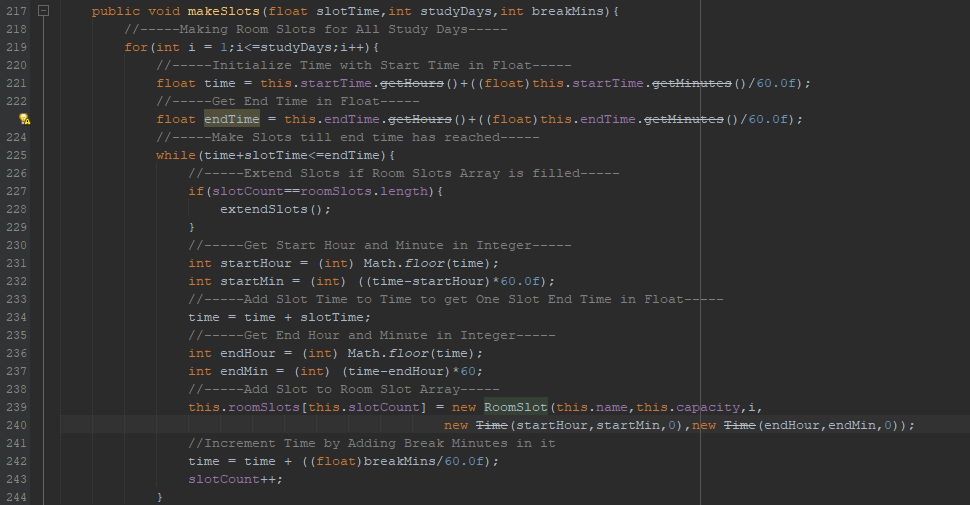 217 public void makeSlots(float slotTime,int studyDays,int breakMins){
218 //-----Making Room Slots for All Study Days-----
219 for(int i = 1;i<=studyDays;i++){
220 //-----Initialize Time with Start Time in Float-----
221 float time = this.startTime.getHours()+((float)this.startTime.getMinutes()/60.0f);
222 //-----Get End Time in Float-----
float endTime = this.endTime.getHours()+((float)this.endTime.getMinutes()/60.0f);
224 //-----Make Slots till end time has reached-----
225 while(time+slotTime<=endTime){
226 //-----Extend Slots if Room Slots Array is filled-----
227 if(slotCount==roomSlots.length){
228 extendSlots();
229 }
230 //-----Get Start Hour and Minute in Integer-----
231 int startHour = (int) Math.floor(time);
232 int startMin = (int) ((time-startHour)*60.0f);
233 //-----Add Slot Time to Time to get One Slot End Time in Float-----
234 time = time + slotTime;
235 //-----Get End Hour and Minute in Integer-----
236 int endHour = (int) Math.floor(time);
237 int endMin = (int) (time-endHour)*60;
238 //-----Add Slot to Room Slot Array-----
239 this.roomSlots[this.slotCount] = new RoomSlot(this.name,this.capacity,i,
240 new Time(startHour,startMin,0),new Time(endHour,endMin,0));
241 //Increment Time by Adding Break Minutes in it
242 time = time + ((float)breakMins/60.0f);
243 slotCount++;
244 }